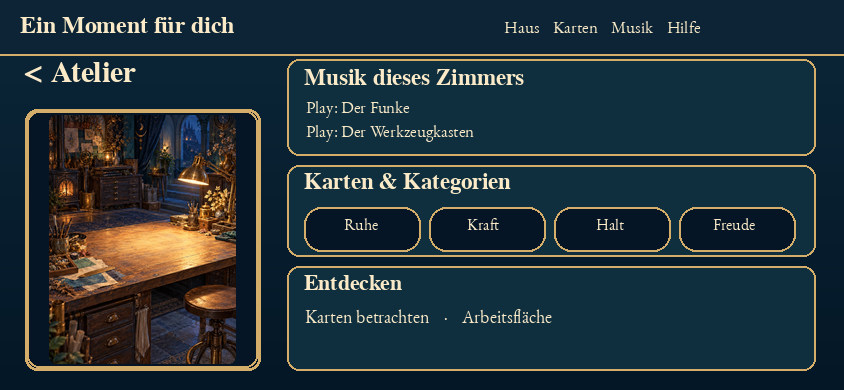 Ein Moment für dich
Haus Karten Musik Hilfe
< Atelier
Musik dieses Zimmers
Play: Der Funke
Play: Der Werkzeugkasten
Karten & Kategorien
Ruhe Kraft Halt Freude
Entdecken
Karten betrachten · Arbeitsfläche